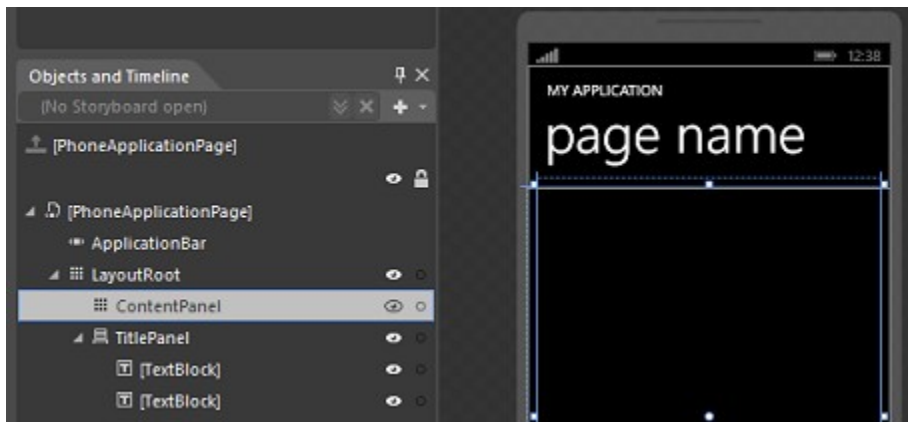 Objects and Timeline
(No Storyboard open)
[PhoneApplicationPage]
[PhoneApplicationPage]
ApplicationBar
LayoutRoot
ContentPanel
TitlePanel
[TextBlock]
[TextBlock]
12:38
MY APPLICATION
page name